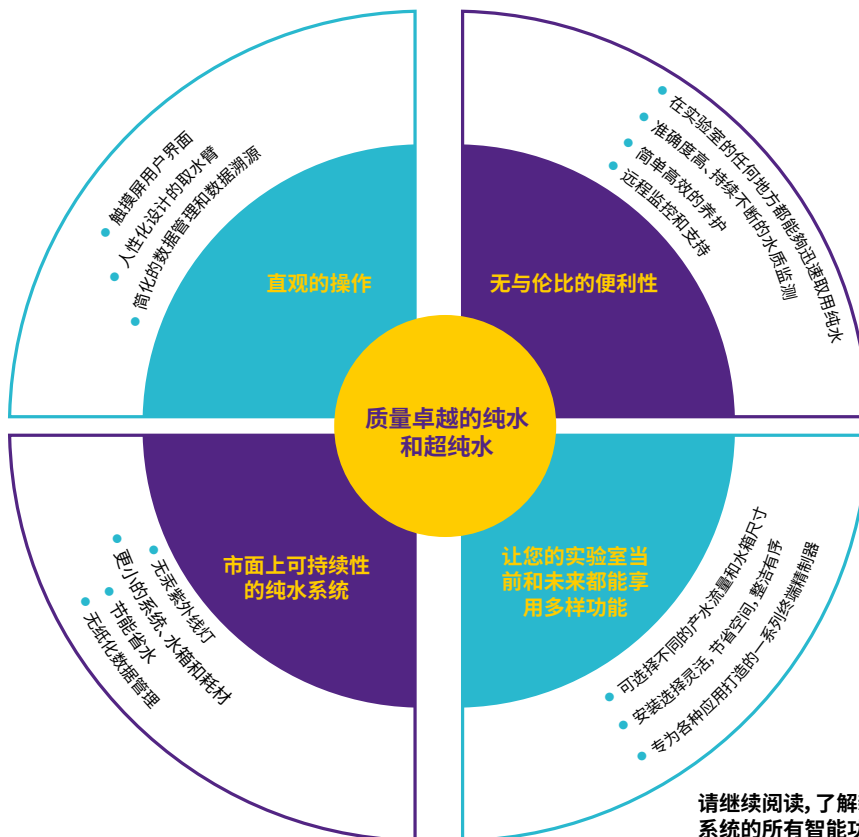 触摸屏用户界面
人性化设计的取水臂
简化的数据管理和数据溯源
直观的操作
在实验室的任何地方都能够迅速取用纯水
准确度高、持续不断的水质监测
简单高效的养护
远程监控和支持
无与伦比的便利性
质量卓越的纯水
和超纯水
市面上可持续性
的纯水系统
无汞紫外线灯
更小的系统、水箱和耗材
节能省水
无纸化数据管理
让您的实验室当
前和未来都能享
用多样功能
可选择不同的产水流量和水箱尺寸
安装选择灵活，节省空间，整洁有序
专为各种应用打造的一系列终端精制器
请继续阅读，了解
系统的所有智能功